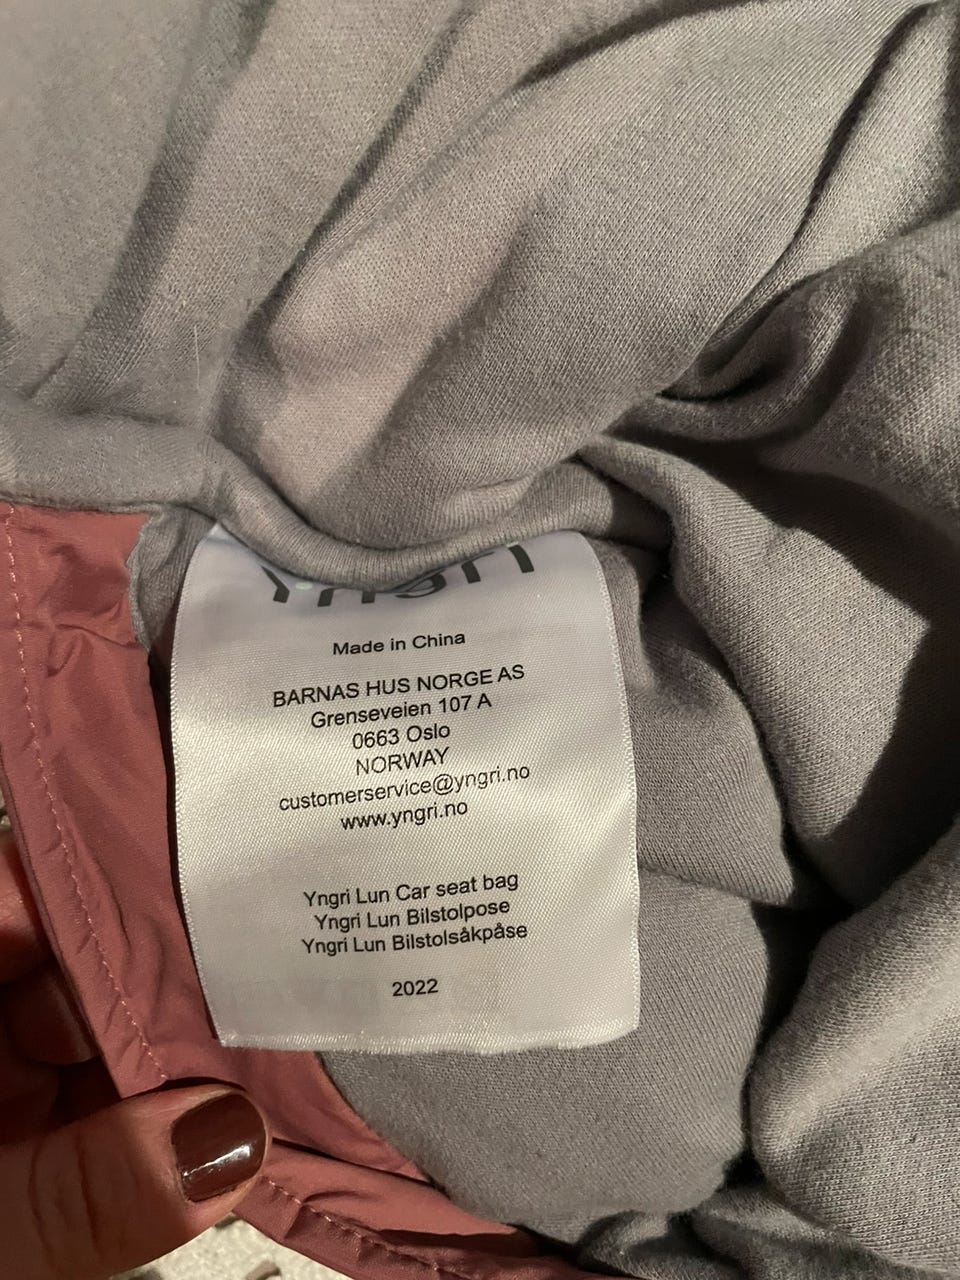 Yngri
Made in China
BARNAS HUS NORGE AS
Grenseveien 107 A
0663 Oslo
NORWAY
customerservice@yngri.no
www.yngri.no
Yngri Lun Car seat bag
Yngri Lun Bilstolpose
Yngri Lun Bilstolsåkpåse
2022